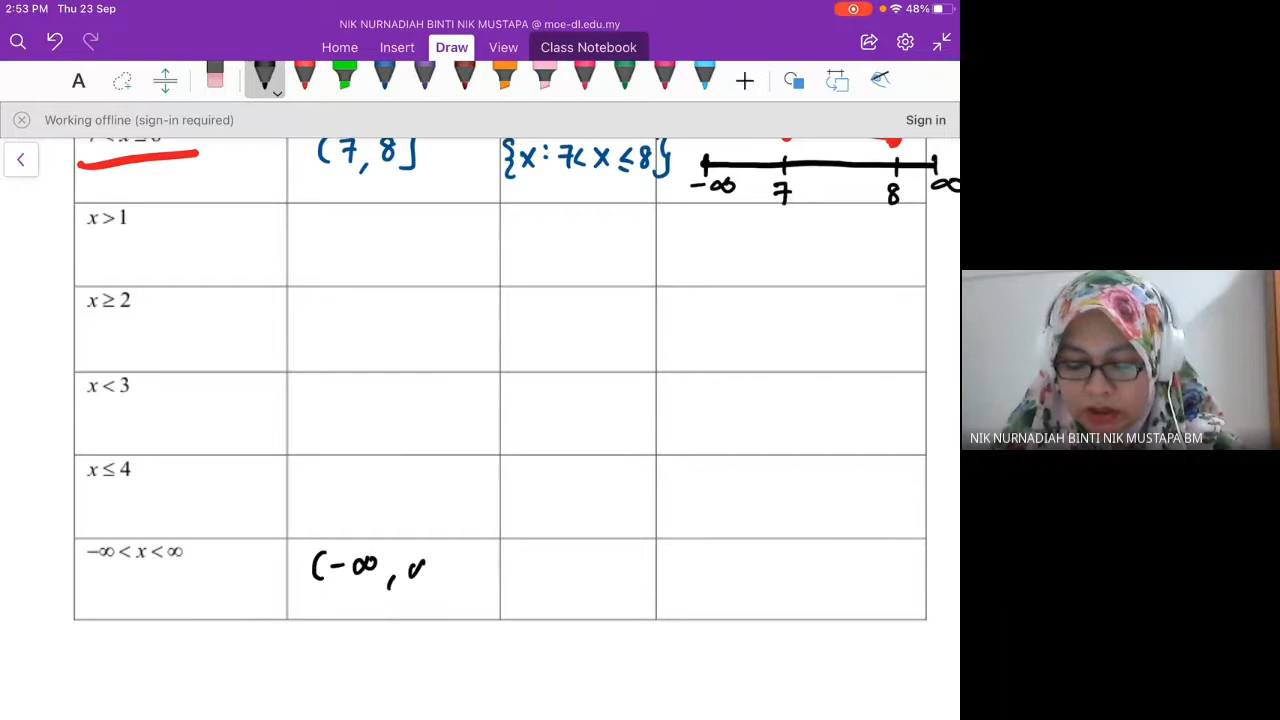 2:53 PM Thu 23 Sep 48%
NIK NURNADIAH BINTI NIK MUSTAPA @ moe-dl.edu.my
Home Insert Draw View Class Notebook
A
Working offline (sign-in required) Sign in
(7, 8] {x : 7 < x ≤ 8}
-∞ 7 8 ∞
x > 1
x ≥ 2
x < 3
x ≤ 4
-∞ < x < ∞ (-∞,
NIK NURNADIAH BINTI NIK MUSTAPA BM